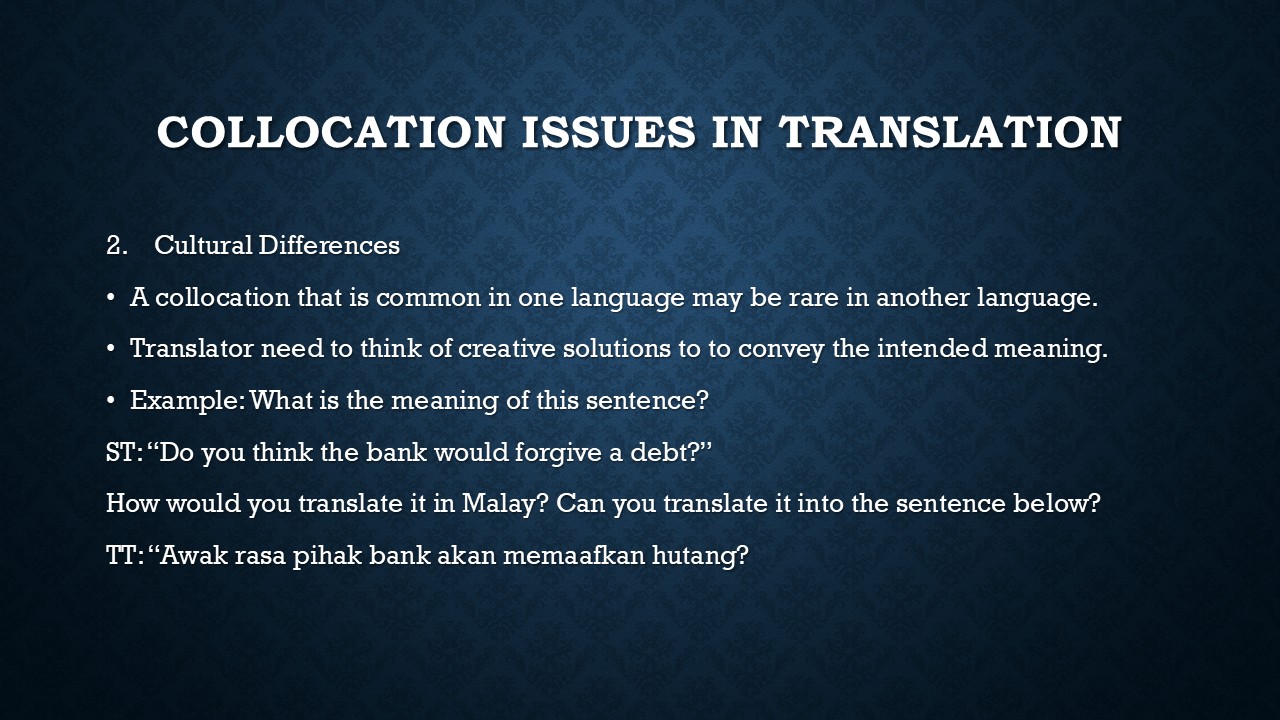 COLLOCATION ISSUES IN TRANSLATION
2. Cultural Differences
• A collocation that is common in one language may be rare in another language.
• Translator need to think of creative solutions to to convey the intended meaning.
• Example: What is the meaning of this sentence?
ST: “Do you think the bank would forgive a debt?”
How would you translate it in Malay? Can you translate it into the sentence below?
TT: “Awak rasa pihak bank akan memaafkan hutang?